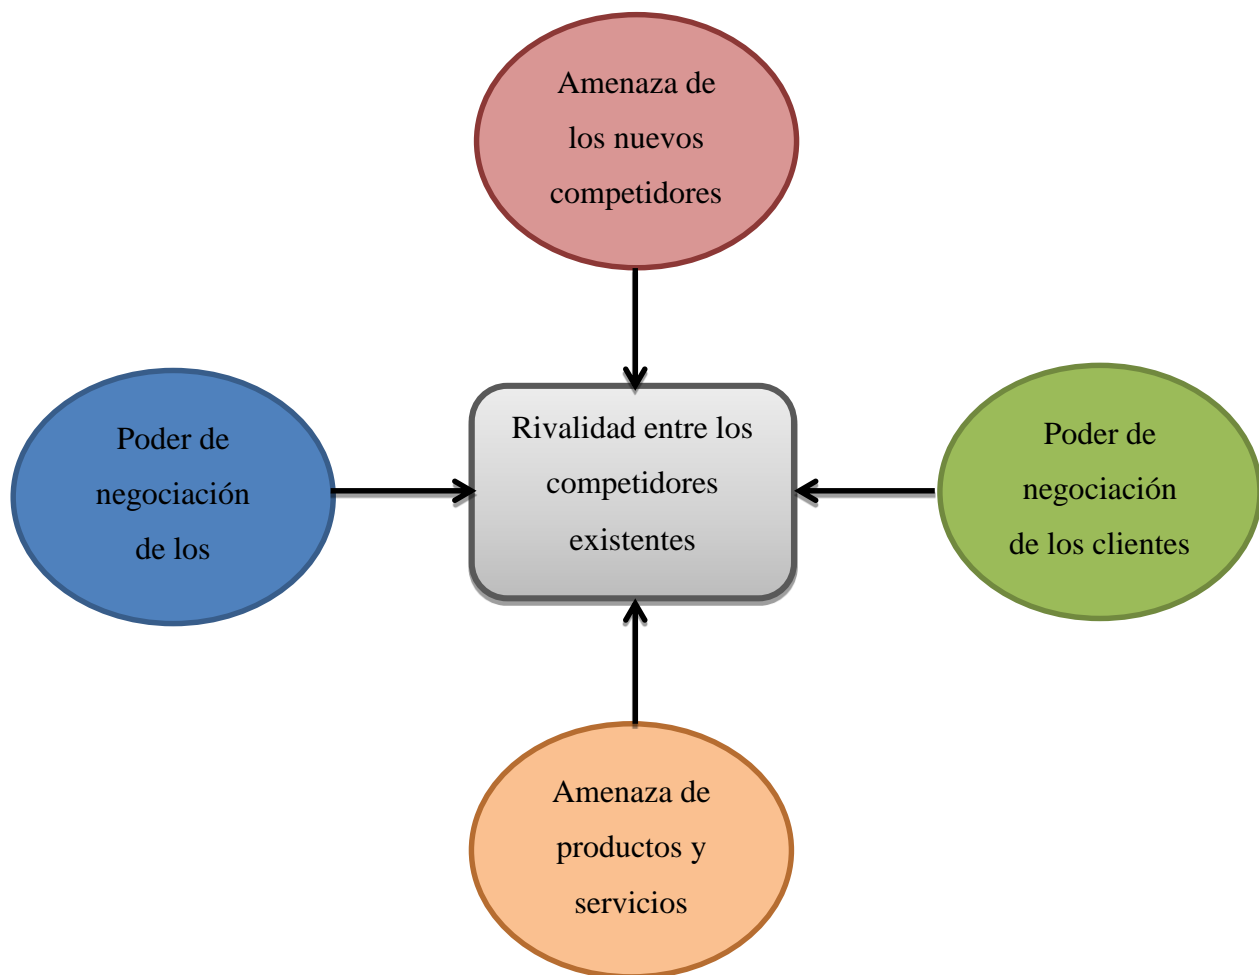 Amenaza de
los nuevos
competidores
Poder de
negociación
de los
Rivalidad entre los
competidores
existentes
Poder de
negociación
de los clientes
Amenaza de
productos y
servicios